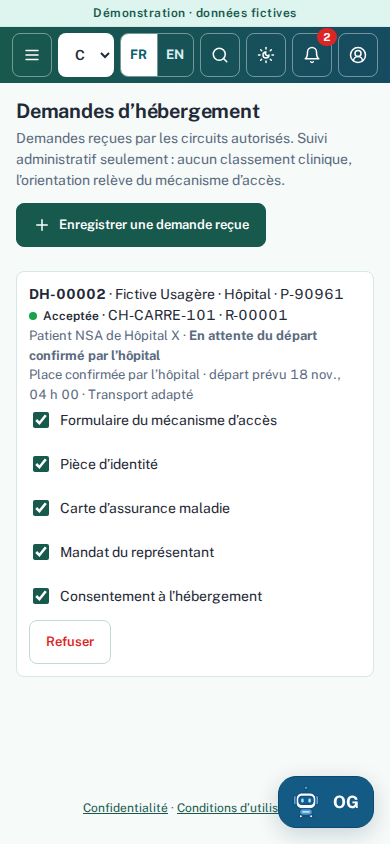 Démonstration · données fictives
C FR EN 2
Demandes d’hébergement
Demandes reçues par les circuits autorisés. Suivi
administratif seulement : aucun classement clinique,
l’orientation relève du mécanisme d’accès.
Enregistrer une demande reçue
DH-00002 · Fictive Usagère · Hôpital · P-90961
Acceptée · CH-CARRE-101 · R-00001
Patient NSA de Hôpital X · En attente du départ
confirmé par l’hôpital
Place confirmée par l’hôpital · départ prévu 18 nov.,
04 h 00 · Transport adapté
Formulaire du mécanisme d’accès
Pièce d’identité
Carte d’assurance maladie
Mandat du représentant
Consentement à l’hébergement
Refuser
Confidentialité · Conditions d’utilis
OG